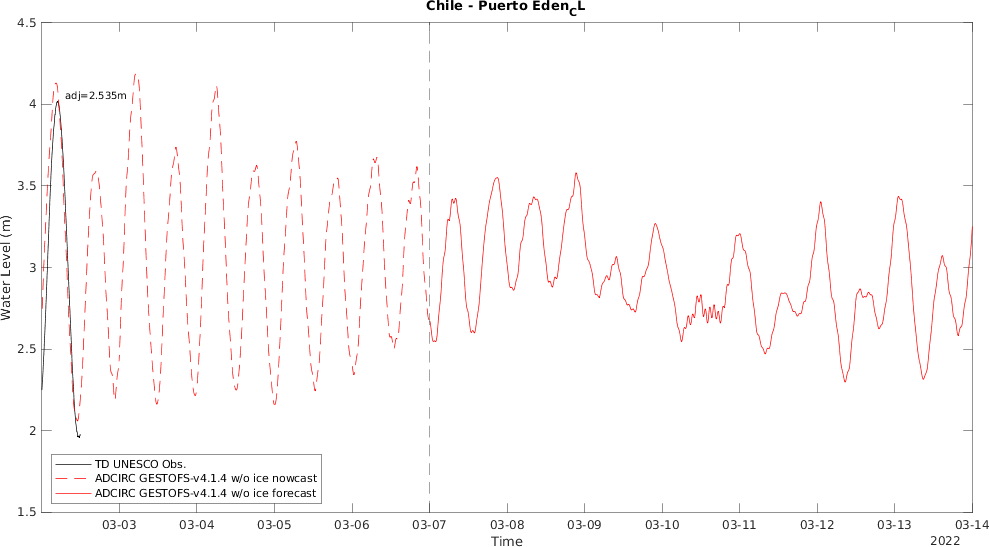 Chile - Puerto Eden_CL
4.5
4
3.5
3
2.5
2
1.5
Water Level (m)
adj=2.535m
TD UNESCO Obs.
ADCIRC GESTOFS-v4.1.4 w/o ice nowcast
ADCIRC GESTOFS-v4.1.4 w/o ice forecast
03-03 03-04 03-05 03-06 03-07 03-08 03-09 03-10 03-11 03-12 03-13 03-14
Time
2022